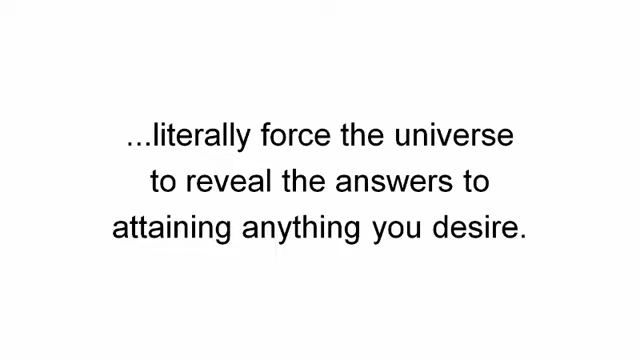 ...literally force the universe
to reveal the answers to
attaining anything you desire.